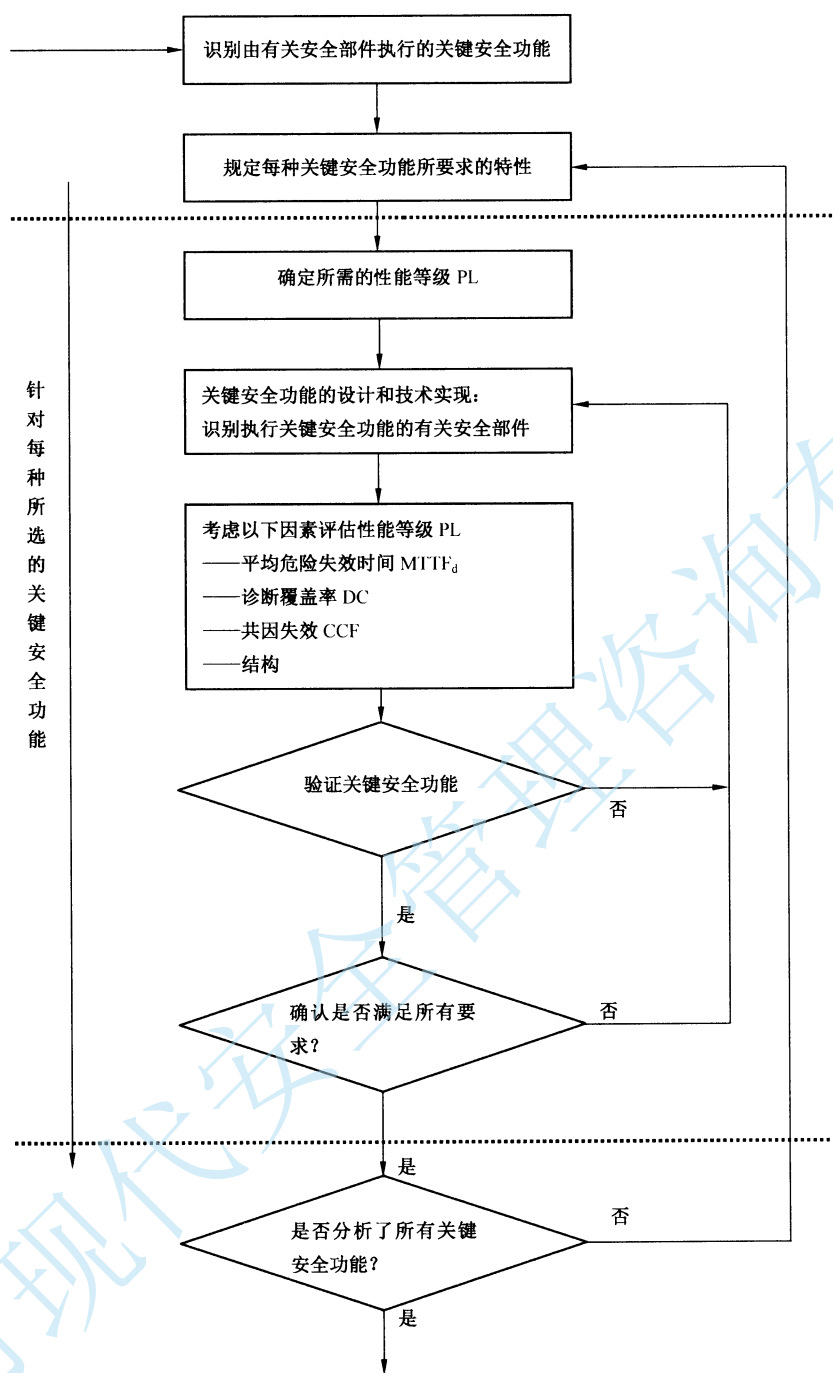 识别由有关安全部件执行的关键安全功能
规定每种关键安全功能所要求的特性
确定所需的性能等级 PL
关键安全功能的设计和技术实现：
识别执行关键安全功能的有关安全部件
考虑以下因素评估性能等级 PL
——平均危险失效时间 MTTFd
——诊断覆盖率 DC
——共因失效 CCF
——结构
针对每种所选的关键安全功能
验证关键安全功能
否
是
确认是否满足所有要
求？
否
是
是否分析了所有关键
安全功能？
否
是
现代安全管理咨询有